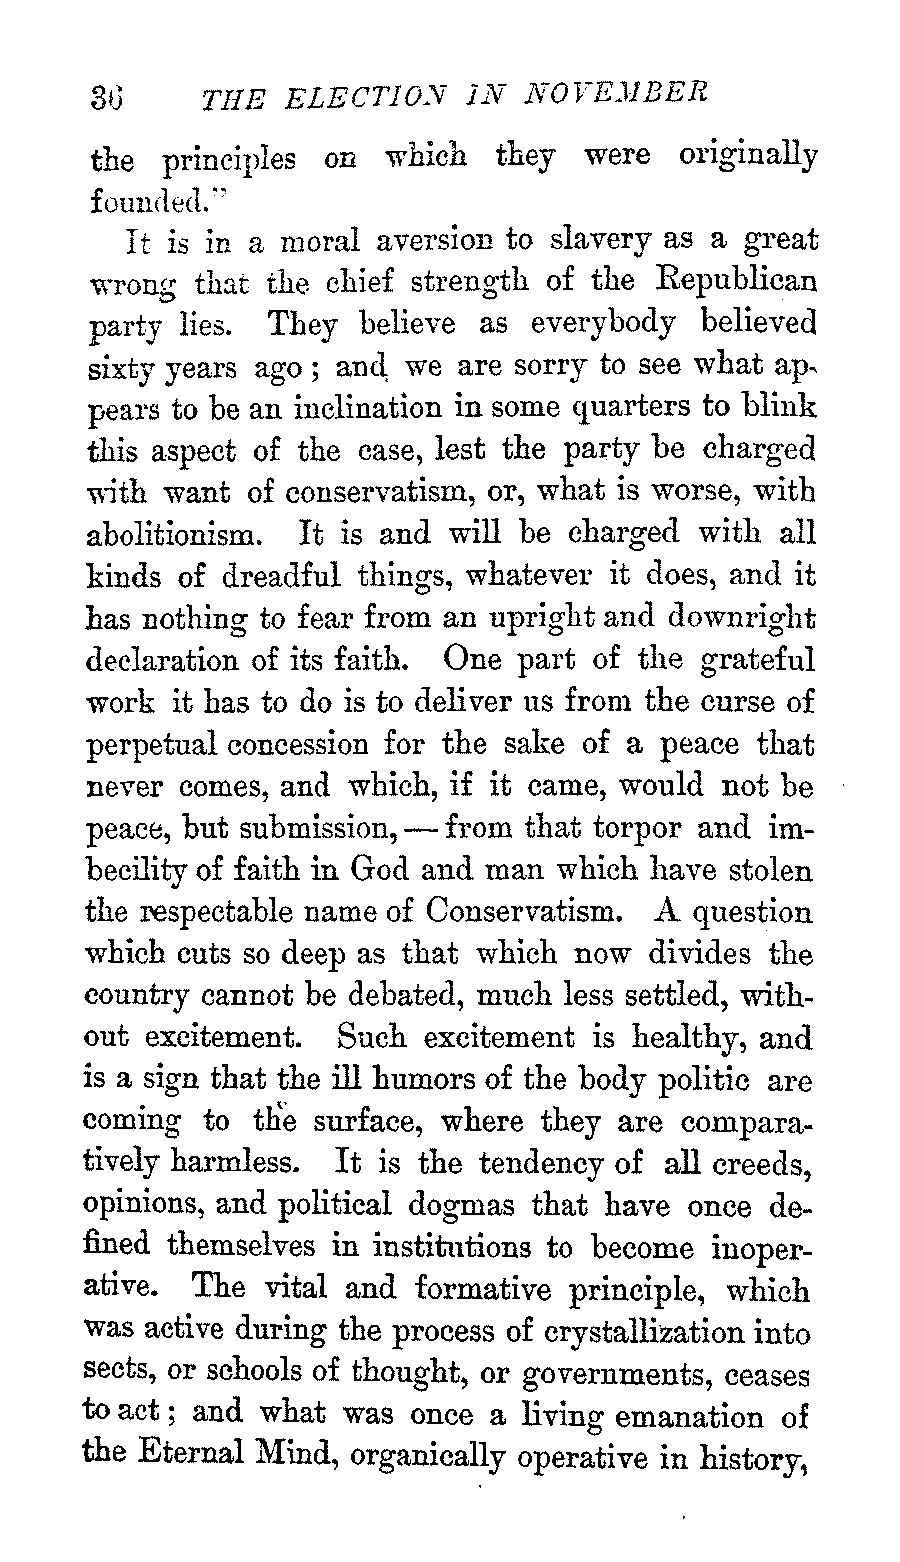 36 THE ELECTION IN NOVEMBER
the principles on which they were originally
founded."
It is in a moral aversion to slavery as a great
wrong that the chief strength of the Republican
party lies. They believe as everybody believed
sixty years ago; and we are sorry to see what ap-
pears to be an inclination in some quarters to blink
this aspect of the case, lest the party be charged
with want of conservatism, or, what is worse, with
abolitionism. It is and will be charged with all
kinds of dreadful things, whatever it does, and it
has nothing to fear from an upright and downright
declaration of its faith. One part of the grateful
work it has to do is to deliver us from the curse of
perpetual concession for the sake of a peace that
never comes, and which, if it came, would not be
peace, but submission,—from that torpor and im-
becility of faith in God and man which have stolen
the respectable name of Conservatism. A question
which cuts so deep as that which now divides the
country cannot be debated, much less settled, with-
out excitement. Such excitement is healthy, and
is a sign that the ill humors of the body politic are
coming to the surface, where they are compara-
tively harmless. It is the tendency of all creeds,
opinions, and political dogmas that have once de-
fined themselves in institutions to become inoper-
ative. The vital and formative principle, which
was active during the process of crystallization into
sects, or schools of thought, or governments, ceases
to act; and what was once a living emanation of
the Eternal Mind, organically operative in history,